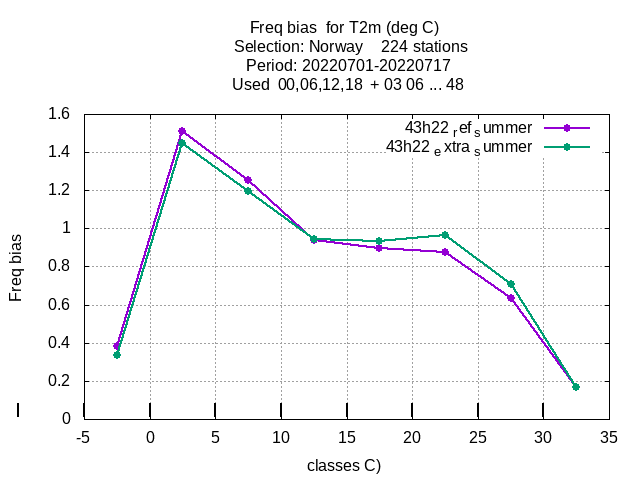 Freq bias  for T2m (deg C)
Selection: Norway    224 stations
Period: 20220701-20220717
Used  00,06,12,18  + 03 06 ... 48
43h22 ref summer
43h22 extra summer
1.6
1.4
1.2
1
0.8
0.6
0.4
0.2
0
Freq bias
-5 0 5 10 15 20 25 30 35
classes C)